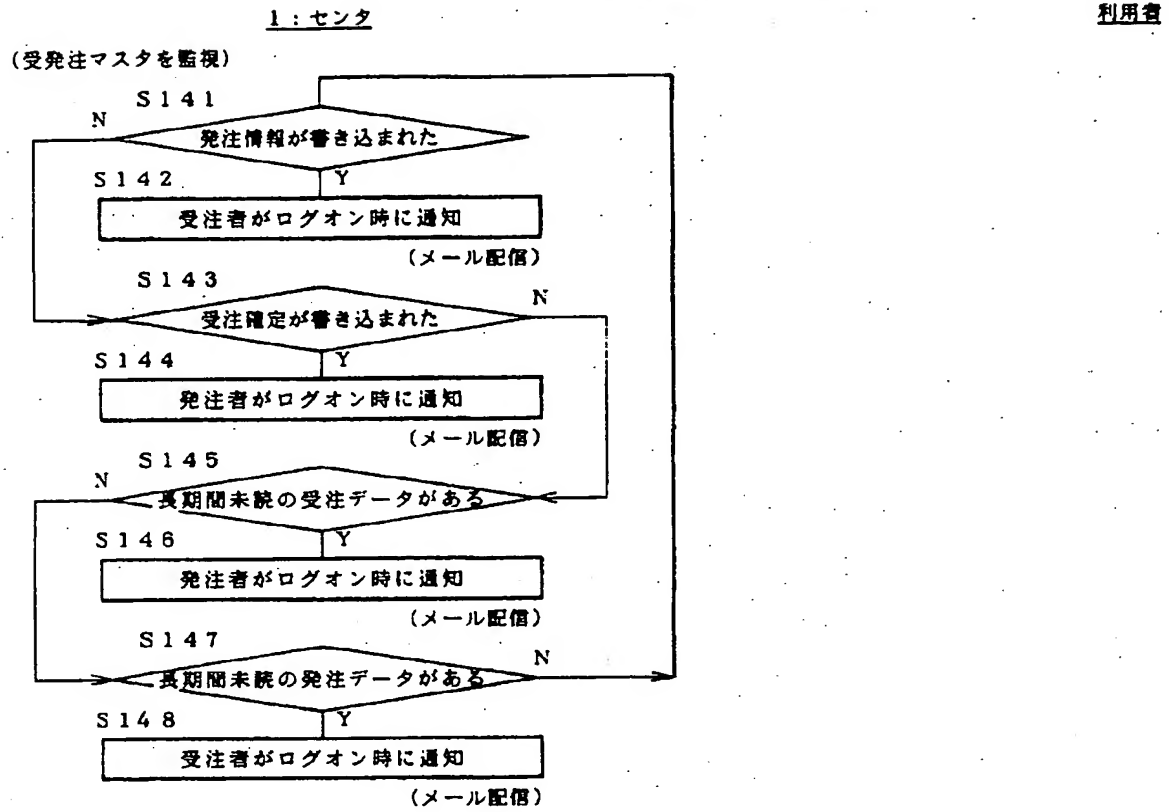 1：センタ
利用者
(受発注マスタを監視)
S141
N
発注情報が書き込まれた
Y
S142
受注者がログオン時に通知
(メール配信)
S143
N
受注確定が書き込まれた
Y
S144
発注者がログオン時に通知
(メール配信)
S145
N
長期間未読の受注データがある
Y
S146
発注者がログオン時に通知
(メール配信)
S147
N
長期間未読の発注データがある
Y
S148
受注者がログオン時に通知
(メール配信)